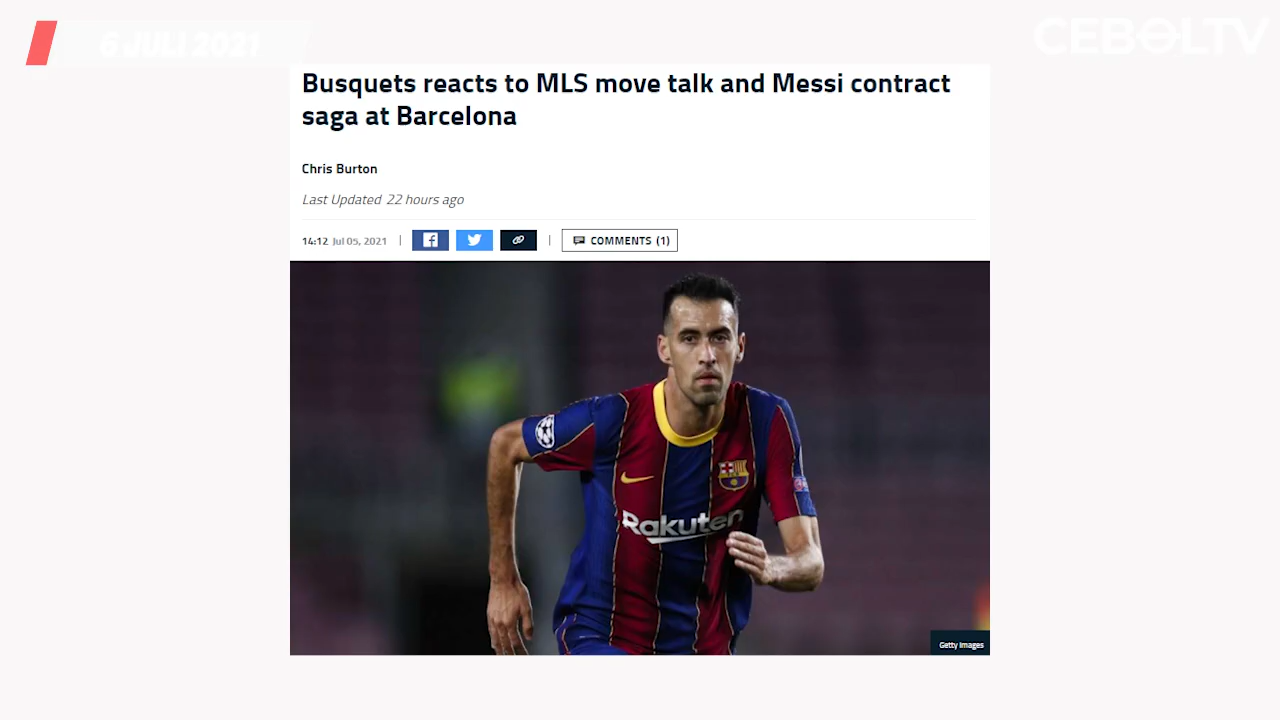 6 JULI 2021
CEBOLTV
Busquets reacts to MLS move talk and Messi contract
saga at Barcelona
Chris Burton
Last Updated 22 hours ago
14:12 Jul 05, 2021 | | COMMENTS (1)
Rakuten
Getty Images